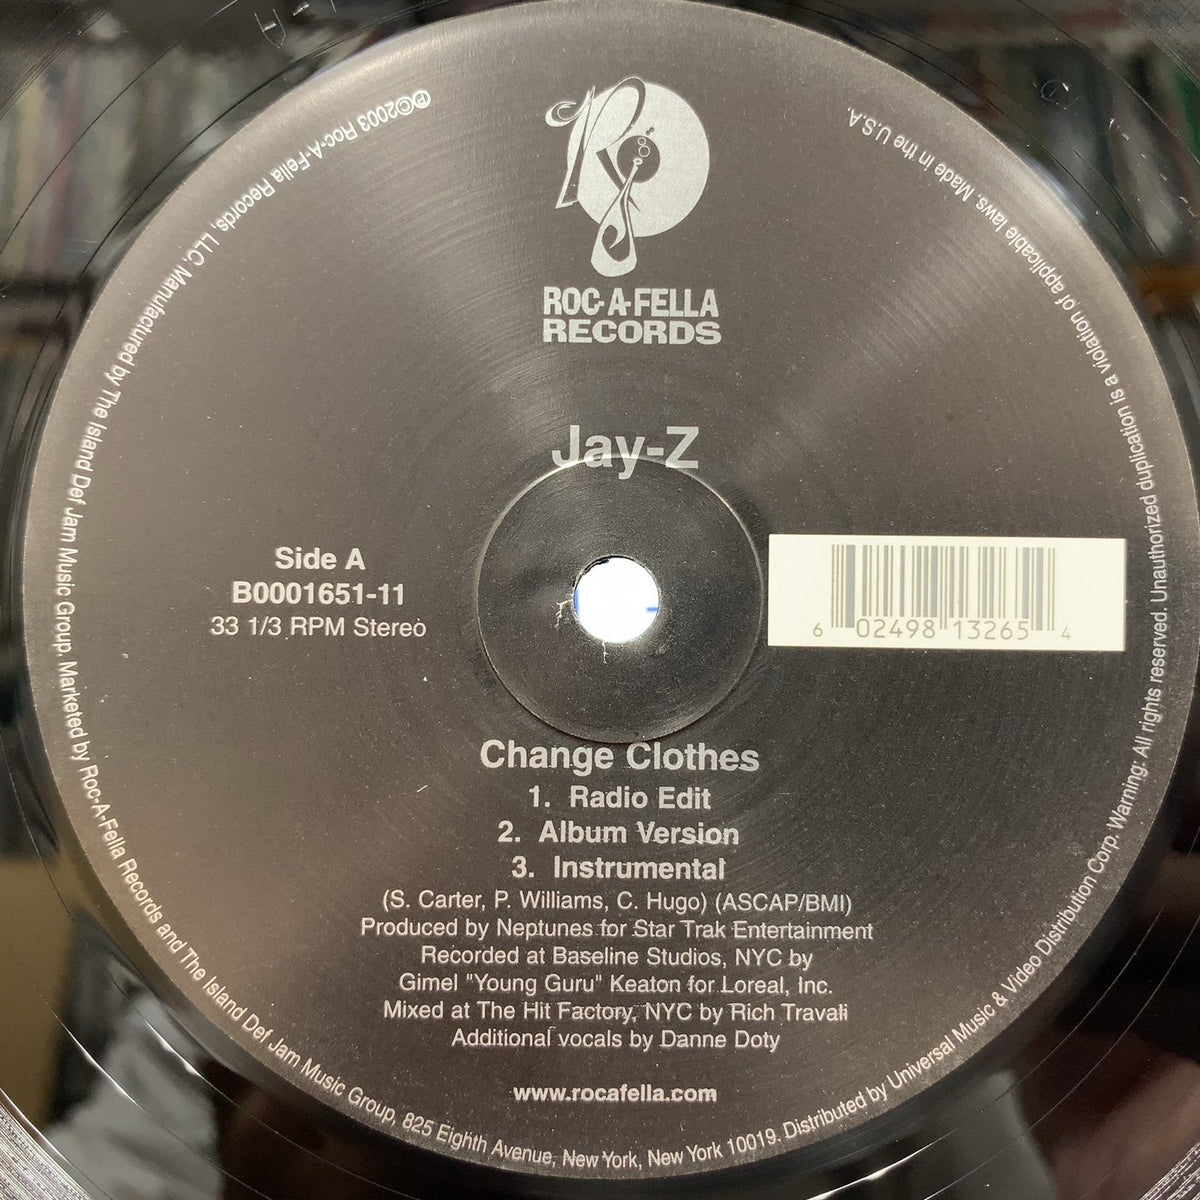 ROC-A-FELLA
RECORDS
Jay-Z
Side A
B0001651-11
33 1/3 RPM Stereo
6 02498 13265 4
Change Clothes
1. Radio Edit
2. Album Version
3. Instrumental
(S. Carter, P. Williams, C. Hugo) (ASCAP/BMI)
Produced by Neptunes for Star Trak Entertainment
Recorded at Baseline Studios, NYC by
Gimel "Young Guru" Keaton for Loreal, Inc.
Mixed at The Hit Factory, NYC by Rich Travali
Additional vocals by Danne Doty
www.rocafella.com
℗©2003 Roc-A-Fella Records, LLC. Manufactured by The Island Def Jam Music Group. Marketed by Roc-A-Fella Records and The Island Def Jam Music Group, 825 Eighth Avenue, New York, New York 10019. Distributed by Universal Music & Video Distribution Corp. Warning: All rights reserved. Unauthorized duplication is a violation of applicable laws. Made in the U.S.A.